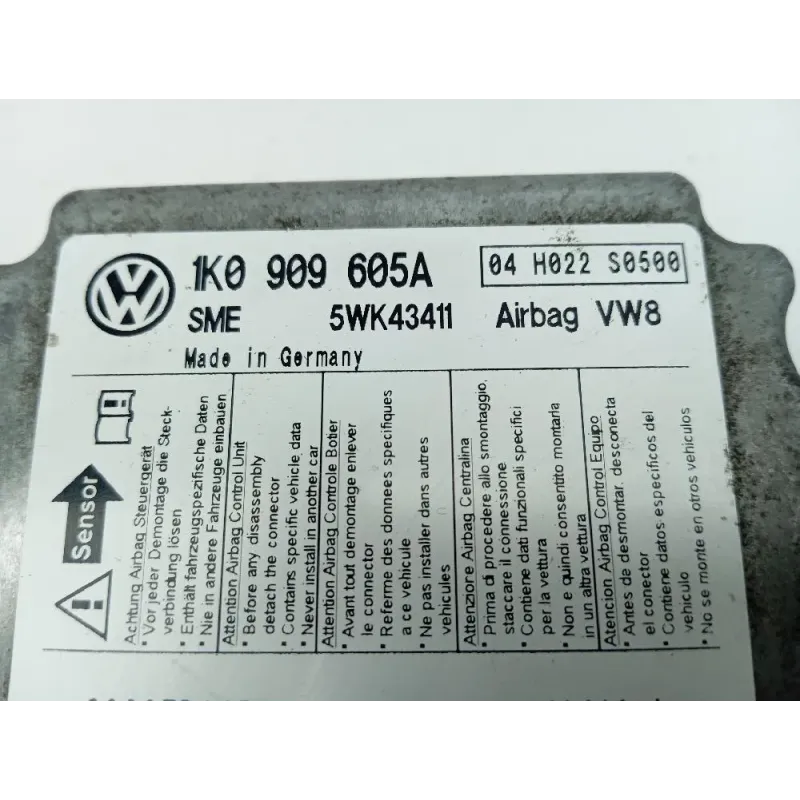 1K0 909 605A
04 H022 S0500
SME 5WK43411 Airbag VW8
Made in Germany
Sensor
Achtung Airbag Steuergerät
• Vor jeder Demontage die Steck-
verbindung lösen
• Enthält fahrzeugspezifische Daten
• Nie in andere Fahrzeuge einbauen
Attention Airbag Control Unit
• Before any disassembly
detach the connector
• Contains specific vehicle data
• Never install in another car
Attention Airbag Controle Botier
• Avant tout demontage enlever
le connector
• Referme des donnees specifiques
a ce vehicule
• Ne pas installer dans autres
vehicules
Attenzione Airbag Centralina
• Prima di procedere allo smontaggio,
staccare il connessione
• Contiene dati funzionali specifici
per la vettura
• Non e quindi consentito montarla
in un altra vettura
Atencion Airbag Control Equipo
• Antes de desmontar, desconecta
el conector
• Contiene datos especificos del
vehiculo
• No se monte en otros vehiculos